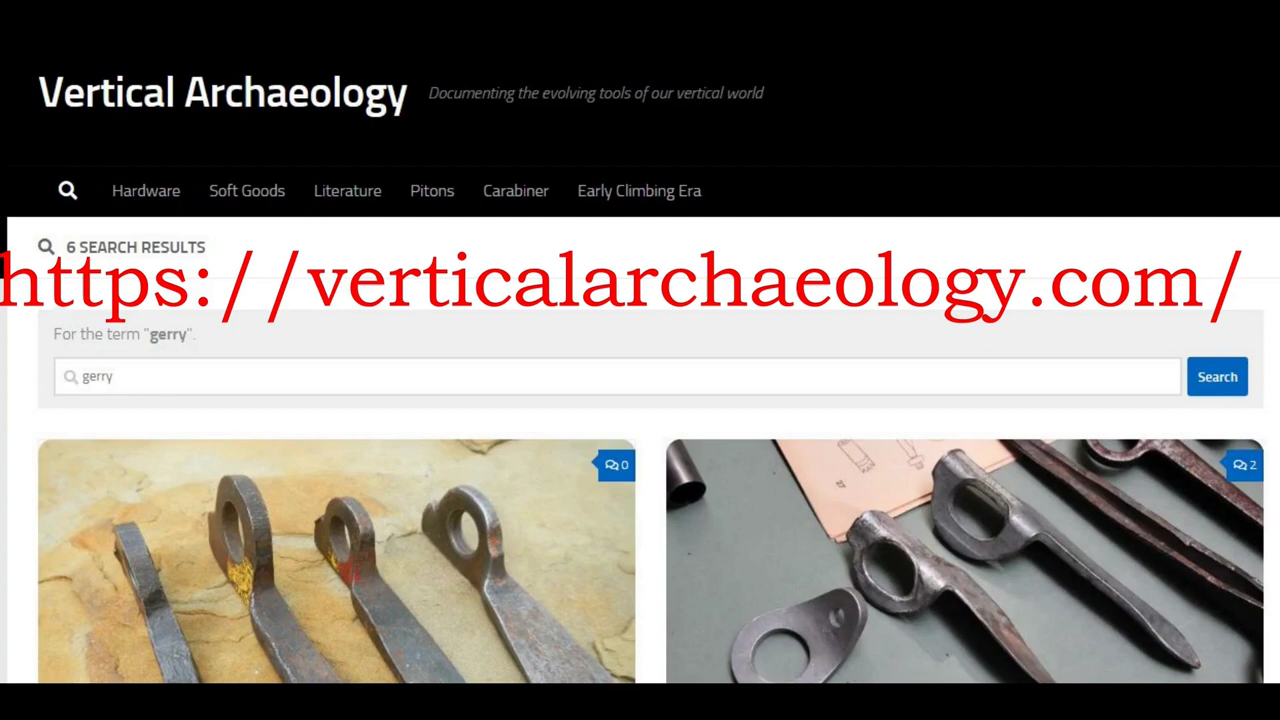 Vertical Archaeology
Documenting the evolving tools of our vertical world
Hardware Soft Goods Literature Pitons Carabiner Early Climbing Era
6 SEARCH RESULTS
https://verticalarchaeology.com/
For the term "gerry".
gerry
Search
0
2